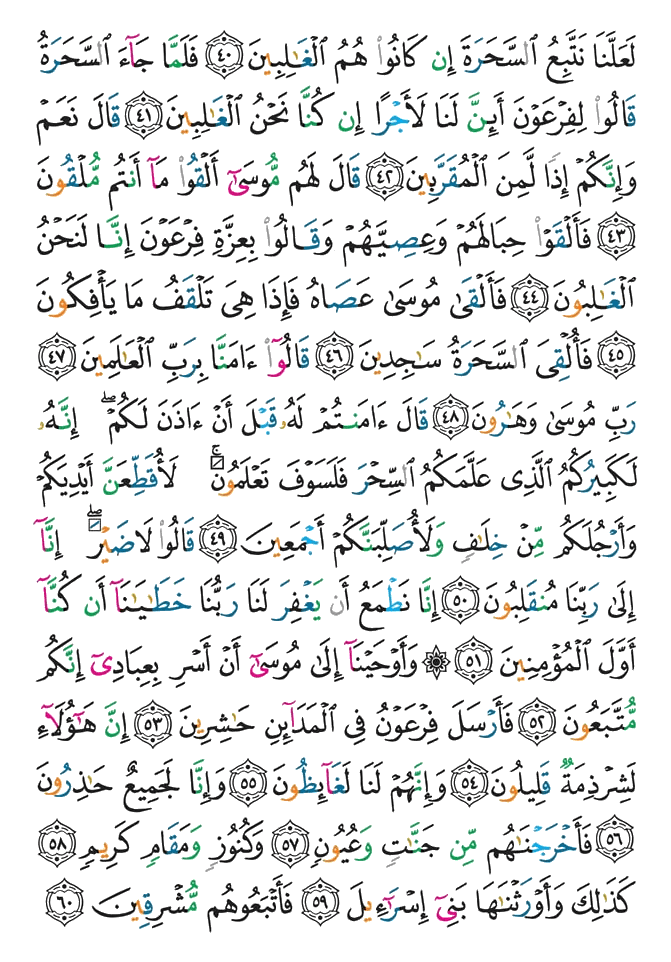 لَعَلَّنَا نَتَّبِعُ ٱلسَّحَرَةَ إِن كَانُوا۟ هُمُ ٱلْغَـٰلِبِينَ ٤٠ فَلَمَّا جَآءَ ٱلسَّحَرَةُ
قَالُوا۟ لِفِرْعَوْنَ أَئِنَّ لَنَا لَأَجْرًا إِن كُنَّا نَحْنُ ٱلْغَـٰلِبِينَ ٤١ قَالَ نَعَمْ
وَإِنَّكُمْ إِذًا لَّمِنَ ٱلْمُقَرَّبِينَ ٤٢ قَالَ لَهُم مُّوسَىٰٓ أَلْقُوا۟ مَآ أَنتُم مُّلْقُونَ
٤٣ فَأَلْقَوْا۟ حِبَالَهُمْ وَعِصِيَّهُمْ وَقَالُوا۟ بِعِزَّةِ فِرْعَوْنَ إِنَّا لَنَحْنُ
ٱلْغَـٰلِبُونَ ٤٤ فَأَلْقَىٰ مُوسَىٰ عَصَاهُ فَإِذَا هِىَ تَلْقَفُ مَا يَأْفِكُونَ
٤٥ فَأُلْقِىَ ٱلسَّحَرَةُ سَـٰجِدِينَ ٤٦ قَالُوٓا۟ ءَامَنَّا بِرَبِّ ٱلْعَـٰلَمِينَ ٤٧
رَبِّ مُوسَىٰ وَهَـٰرُونَ ٤٨ قَالَ ءَامَنتُمْ لَهُۥ قَبْلَ أَنْ ءَاذَنَ لَكُمْ ۖ إِنَّهُۥ
لَكَبِيرُكُمُ ٱلَّذِى عَلَّمَكُمُ ٱلسِّحْرَ فَلَسَوْفَ تَعْلَمُونَ ۚ لَأُقَطِّعَنَّ أَيْدِيَكُمْ
وَأَرْجُلَكُم مِّنْ خِلَـٰفٍ وَلَأُصَلِّبَنَّكُمْ أَجْمَعِينَ ٤٩ قَالُوا۟ لَا ضَيْرَ ۖ إِنَّآ
إِلَىٰ رَبِّنَا مُنقَلِبُونَ ٥٠ إِنَّا نَطْمَعُ أَن يَغْفِرَ لَنَا رَبُّنَا خَطَـٰيَـٰنَآ أَن كُنَّآ
أَوَّلَ ٱلْمُؤْمِنِينَ ٥١ ۞ وَأَوْحَيْنَآ إِلَىٰ مُوسَىٰٓ أَنْ أَسْرِ بِعِبَادِىٓ إِنَّكُم
مُّتَّبَعُونَ ٥٢ فَأَرْسَلَ فِرْعَوْنُ فِى ٱلْمَدَآئِنِ حَـٰشِرِينَ ٥٣ إِنَّ هَـٰٓؤُلَآءِ
لَشِرْذِمَةٌ قَلِيلُونَ ٥٤ وَإِنَّهُمْ لَنَا لَغَآئِظُونَ ٥٥ وَإِنَّا لَجَمِيعٌ حَـٰذِرُونَ
٥٦ فَأَخْرَجْنَـٰهُم مِّن جَنَّـٰتٍ وَعُيُونٍ ٥٧ وَكُنُوزٍ وَمَقَامٍ كَرِيمٍ ٥٨
كَذَٰلِكَ وَأَوْرَثْنَـٰهَا بَنِىٓ إِسْرَٰٓءِيلَ ٥٩ فَأَتْبَعُوهُم مُّشْرِقِينَ ٦٠